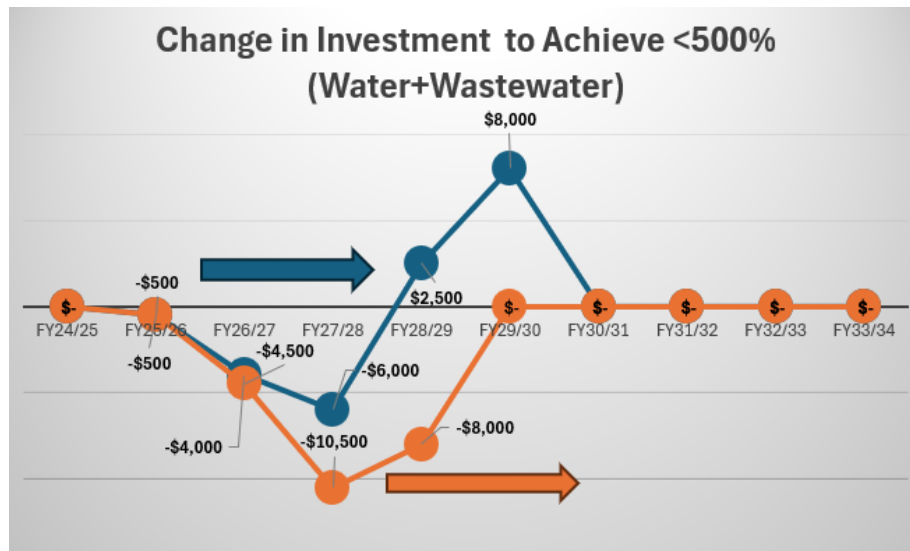 Change in Investment to Achieve <500%
(Water+Wastewater)
$8,000
-$500
$2,500
$-
$-
$-
$-
$-
$-
FY24/25
FY25/26
FY26/27
FY27/28
FY28/29
FY29/30
FY30/31
FY31/32
FY32/33
FY33/34
-$500
-$4,500
-$6,000
-$4,000
-$10,500
-$8,000